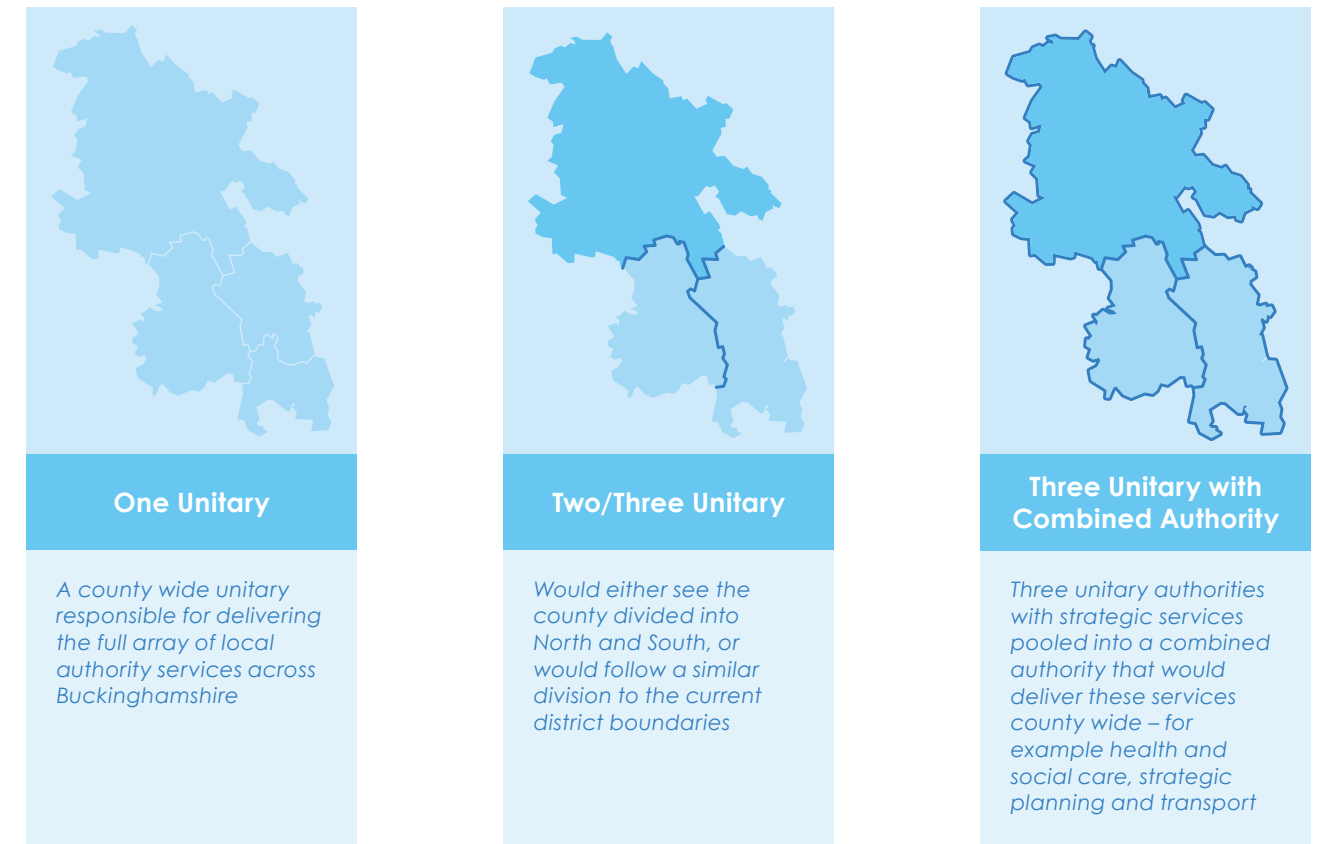 One Unitary
A county wide unitary
responsible for delivering
the full array of local
authority services across
Buckinghamshire
Two/Three Unitary
Would either see the
county divided into
North and South, or
would follow a similar
division to the current
district boundaries
Three Unitary with
Combined Authority
Three unitary authorities
with strategic services
pooled into a combined
authority that would
deliver these services
county wide – for
example health and
social care, strategic
planning and transport